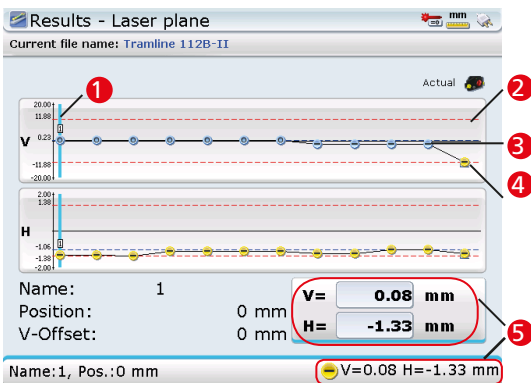 Results - Laser plane
mm
Current file name: Tramline 112B-II
Actual
1
2
20.00
11.88
V 0.23
-11.88
-20.00
1
3
4
2.00
1.38
H
-1.06
-1.38
-2.00
1
Name: 1
Position: 0 mm
V-Offset: 0 mm
V= 0.08 mm
H= -1.33 mm
5
Name:1, Pos.:0 mm
V=0.08 H=-1.33 mm